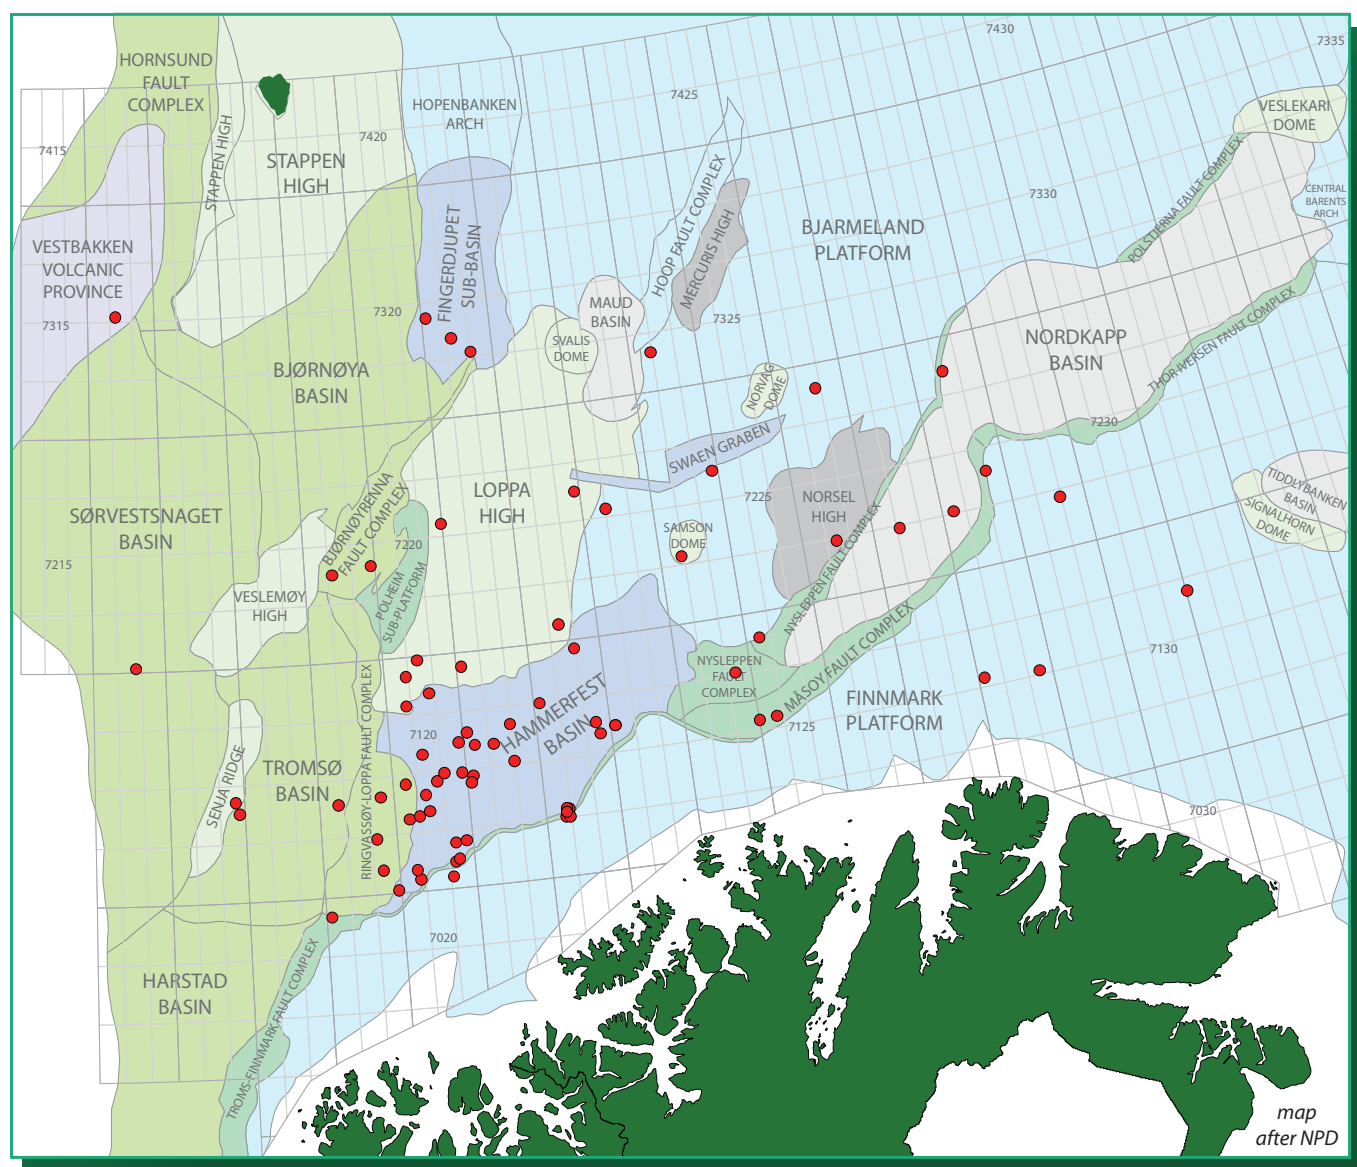 HORNSUND
FAULT
COMPLEX
7430
7335
7425
HOPENBANKEN
ARCH
VESLEKARI
DOME
7420
7415
STAPPEN HIGH
STAPPEN
HIGH
CENTRAL
BARENTS
ARCH
7330
POLSTJERNA FAULT COMPLEX
HOOP FAULT COMPLEX
MERCURIS HIGH
BJARMELAND
PLATFORM
VESTBAKKEN
VOLCANIC
PROVINCE
FINGERDJUPET
SUB-BASIN
MAUD
BASIN
7320
7315
7325
SVALIS
DOME
NORDKAPP
BASIN
THOR IVERSEN FAULT COMPLEX
BJØRNØYA
BASIN
NORVAG
DOME
7230
SWAEN GRABEN
LOPPA
HIGH
7225
NORSEL
HIGH
TIDDLYBANKEN
BASIN
SIGNALHORN
DOME
SØRVESTSNAGET
BASIN
BJØRNØYRENNA
FAULT COMPLEX
7220
SAMSON
DOME
7215
NYSLEPPEN FAULT COMPLEX
POLHEIM
SUB-PLATFORM
VESLEMØY
HIGH
7130
NYSLEPPEN
FAULT
COMPLEX
MÅSØY FAULT COMPLEX
FINNMARK
PLATFORM
HAMMERFEST
BASIN
7125
7120
RINGVASSØY-LOPPA FAULT COMPLEX
TROMSØ
BASIN
SENJA RIDGE
7030
7020
HARSTAD
BASIN
TROMS-FINNMARK FAULT COMPLEX
map
after NPD